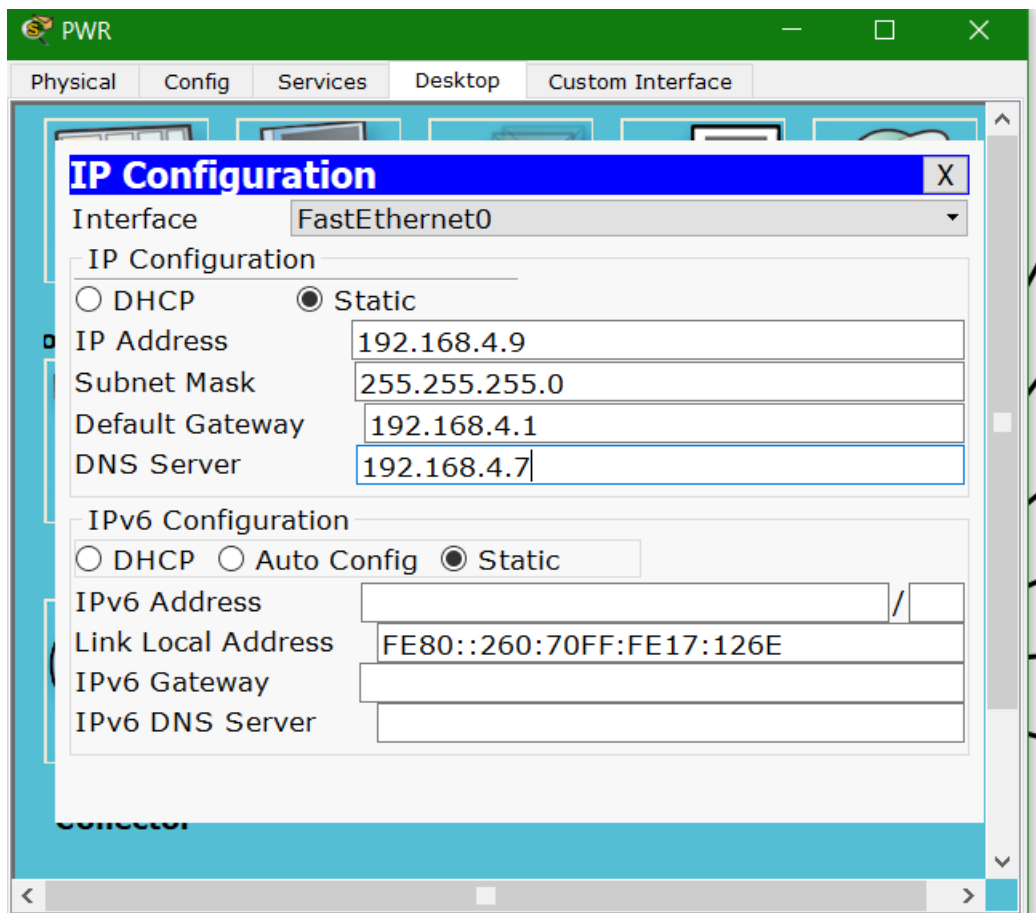 PWR
Physical Config Services Desktop Custom Interface
IP Configuration X
Interface FastEthernet0
IP Configuration
DHCP Static
IP Address 192.168.4.9
Subnet Mask 255.255.255.0
Default Gateway 192.168.4.1
DNS Server 192.168.4.7
IPv6 Configuration
DHCP Auto Config Static
IPv6 Address /
Link Local Address FE80::260:70FF:FE17:126E
IPv6 Gateway
IPv6 DNS Server